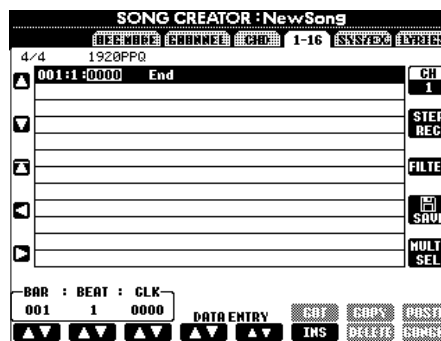 SONG CREATOR : NewSong
REC MODE CHANNEL CHD 1-16 SYS/EX. LYRICS
4/4 1920PPQ
001:1:0000 End
CH
1
STEP
REC
FILTE
SAVE
MULTI
SEL
BAR : BEAT : CLK
001 1 0000
DATA ENTRY
CUT COPY PASTE
INS DELETE